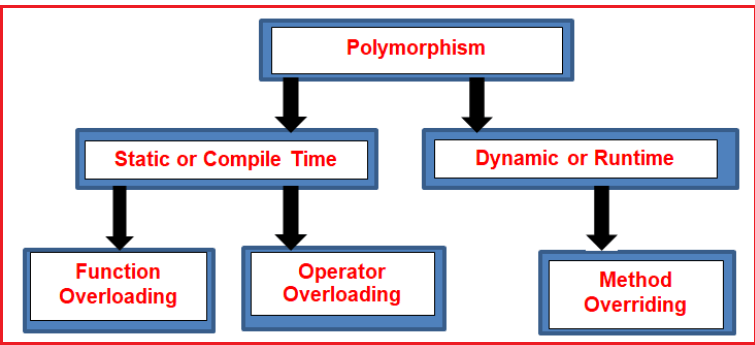 Polymorphism
Static or Compile Time
Dynamic or Runtime
Function
Overloading
Operator
Overloading
Method
Overriding